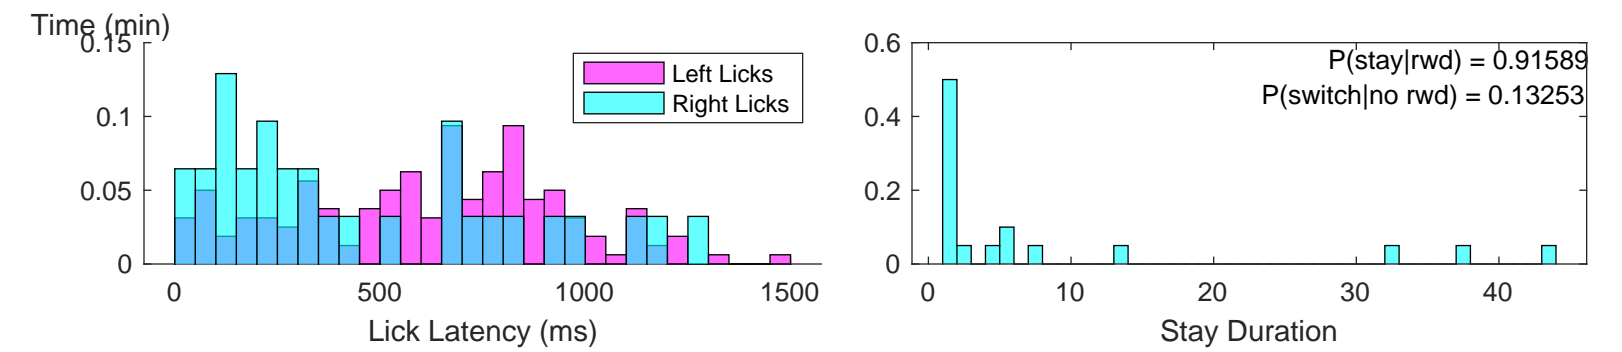 Time (min)
0.15
0.1
0.05
0
0
500
1000
1500
Lick Latency (ms)
Left Licks
Right Licks
0.6
0.4
0.2
0
0
10
20
30
40
Stay Duration
P(stay|rwd) = 0.91589
P(switch|no rwd) = 0.13253